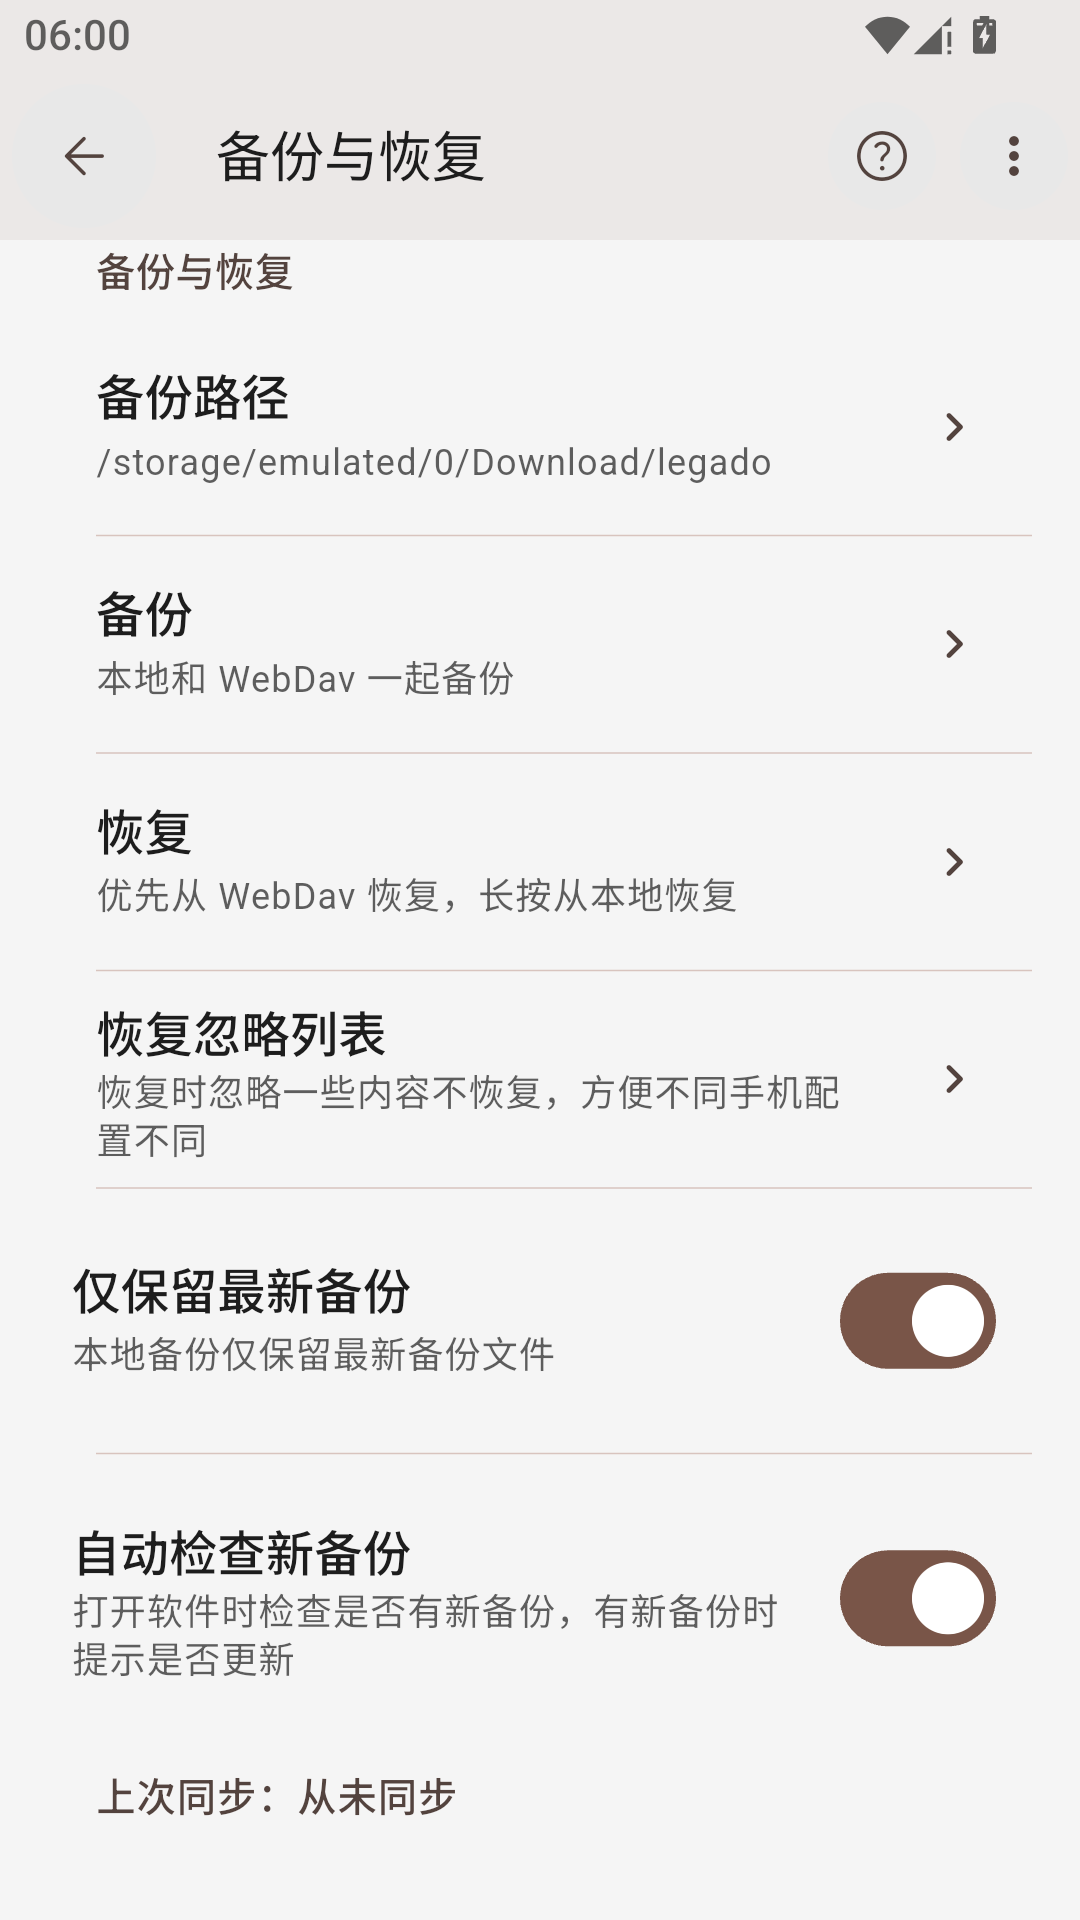 06:00
备份与恢复
备份与恢复
备份路径
/storage/emulated/0/Download/legado
备份
本地和 WebDav 一起备份
恢复
优先从 WebDav 恢复，长按从本地恢复
恢复忽略列表
恢复时忽略一些内容不恢复，方便不同手机配
置不同
仅保留最新备份
本地备份仅保留最新备份文件
自动检查新备份
打开软件时检查是否有新备份，有新备份时
提示是否更新
上次同步：从未同步